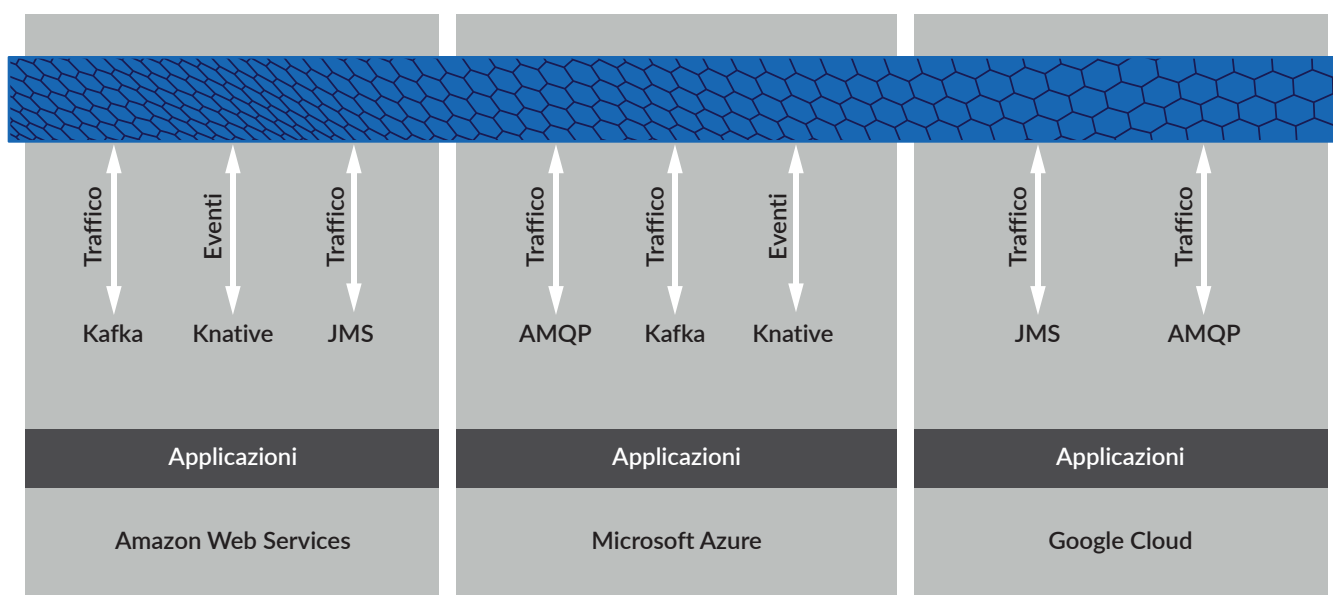 Traffico
Eventi
Traffico
Traffico
Traffico
Eventi
Traffico
Traffico
Kafka
Knative
JMS
AMQP
Kafka
Knative
JMS
AMQP
Applicazioni
Applicazioni
Applicazioni
Amazon Web Services
Microsoft Azure
Google Cloud